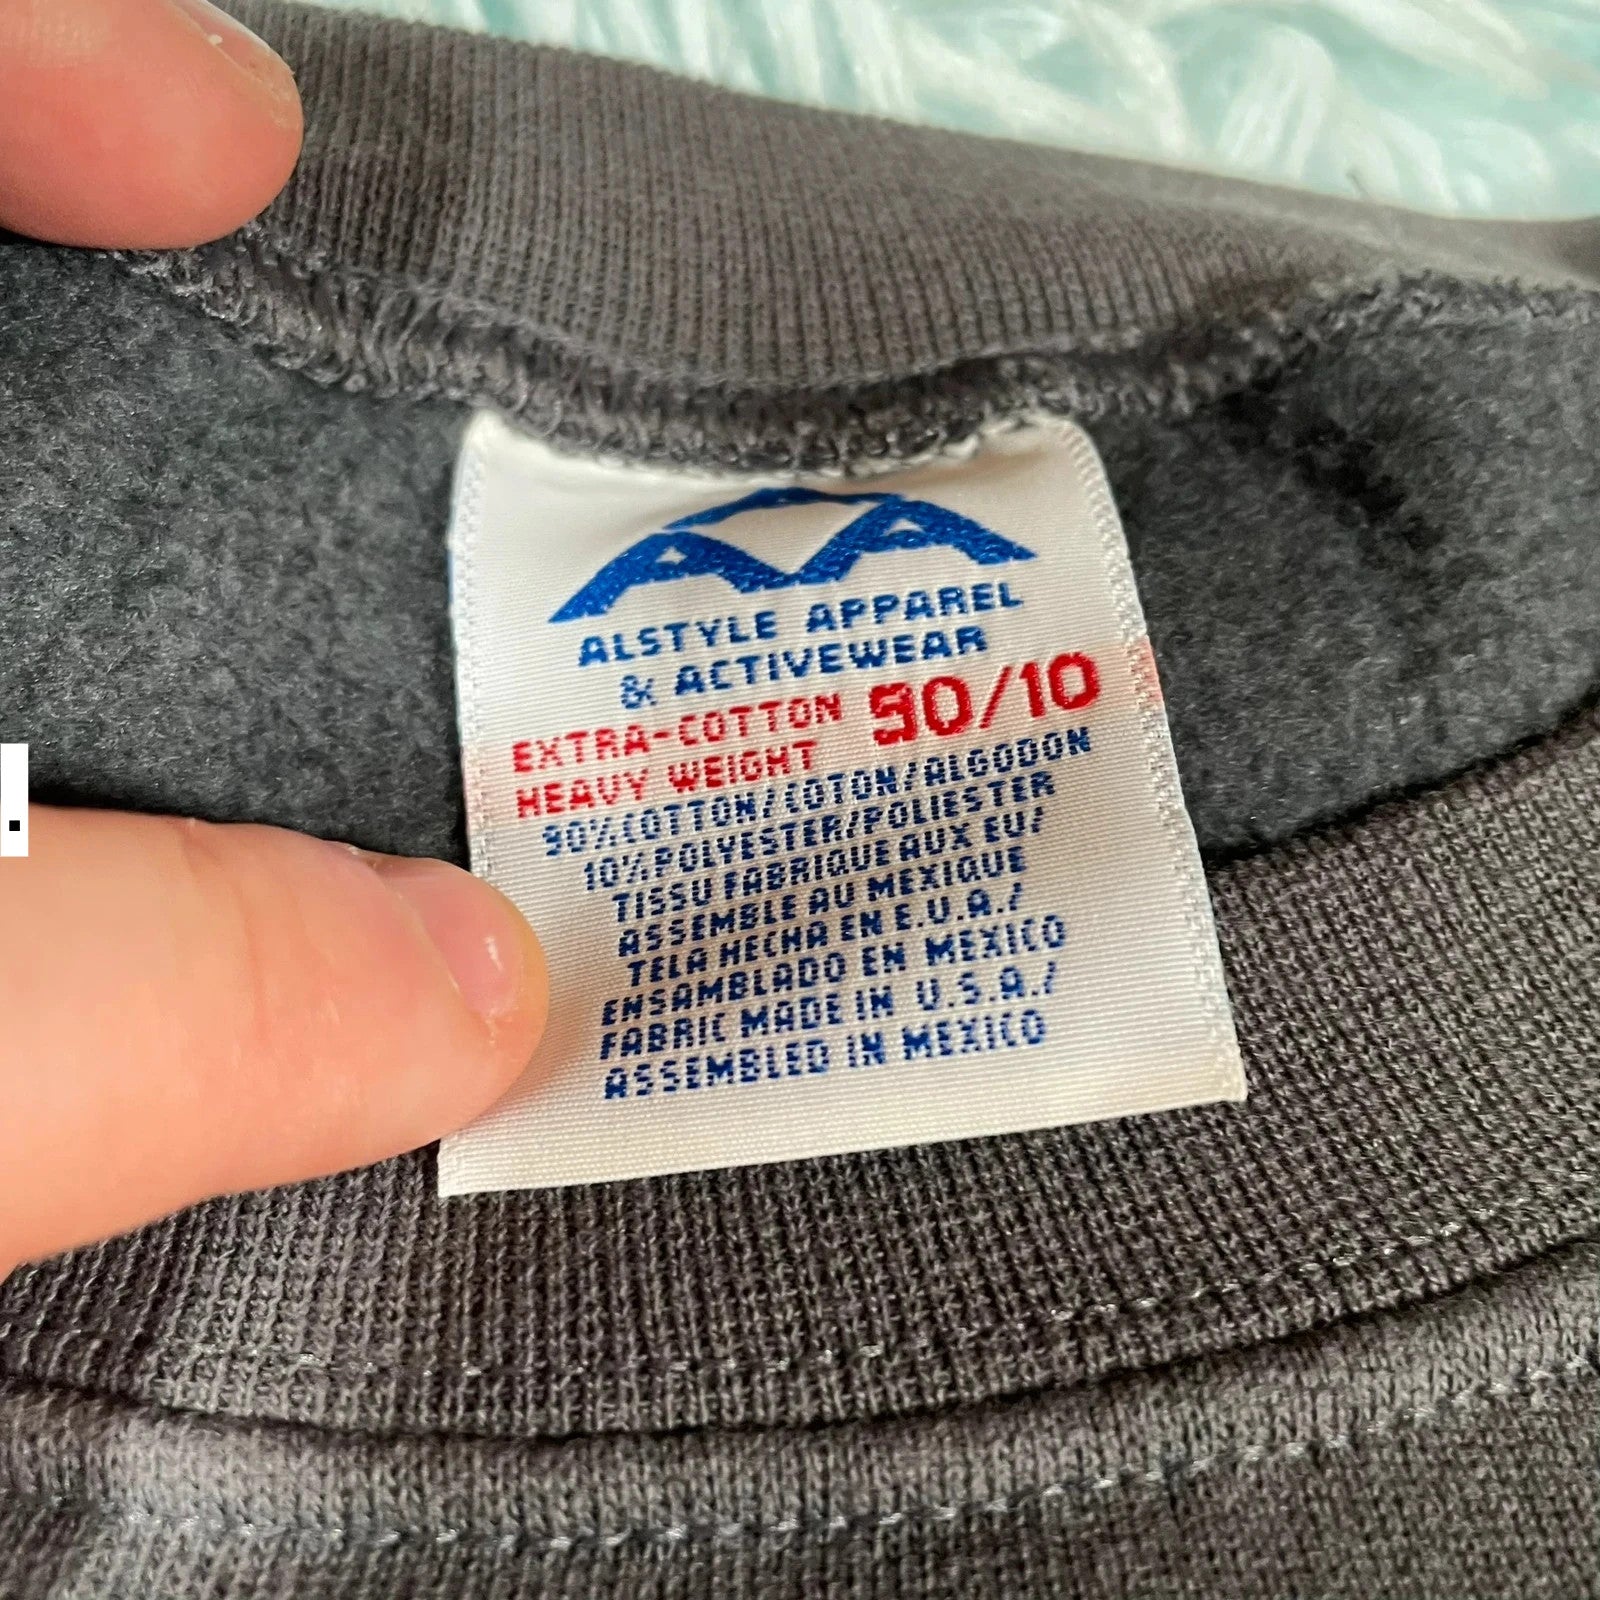 AAA
ALSTYLE APPAREL
& ACTIVEWEAR
EXTRA-COTTON 90/10
HEAVY WEIGHT
90% COTTON/COTON/ALGODON
10% POLYESTER/POLIESTER
TISSU FABRIQUE AUX EU/
ASSEMBLE AU MEXIQUE
TELA HECHA EN E.U.A./
ENSAMBLADO EN MEXICO
FABRIC MADE IN U.S.A./
ASSEMBLED IN MEXICO
.